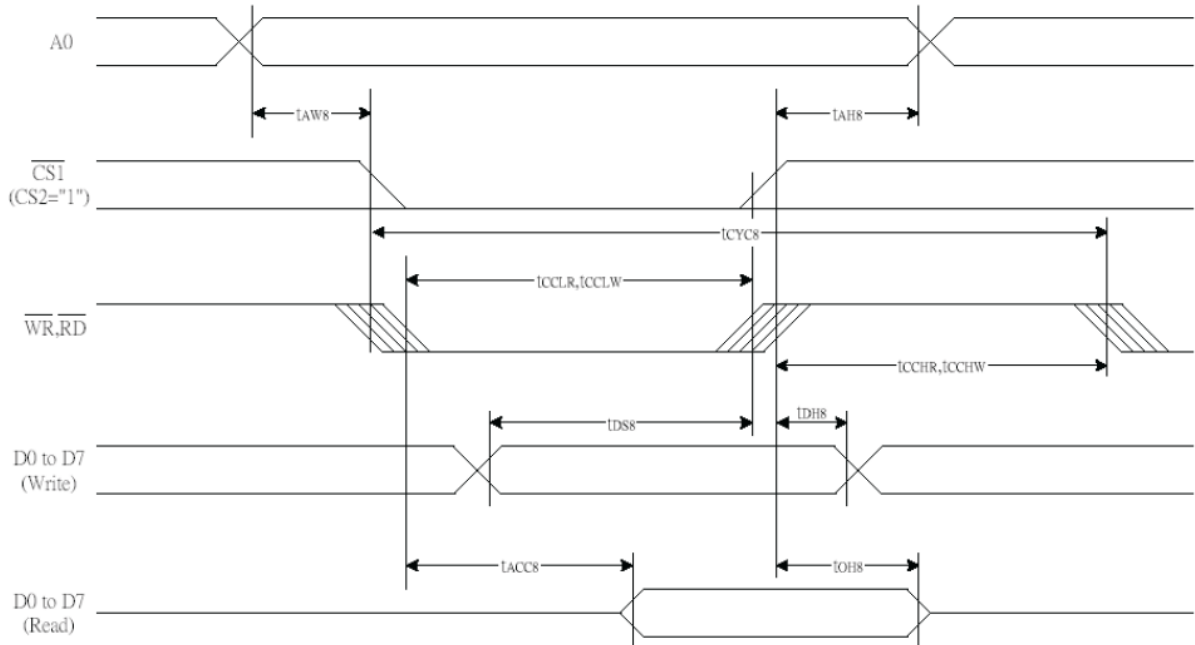 A0
tAW8
tAH8
CS1
(CS2="1")
tCYC8
tCCLR,tCCLW
WR,RD
tCCHR,tCCHW
tDS8
tDH8
D0 to D7
(Write)
tACC8
tOH8
D0 to D7
(Read)